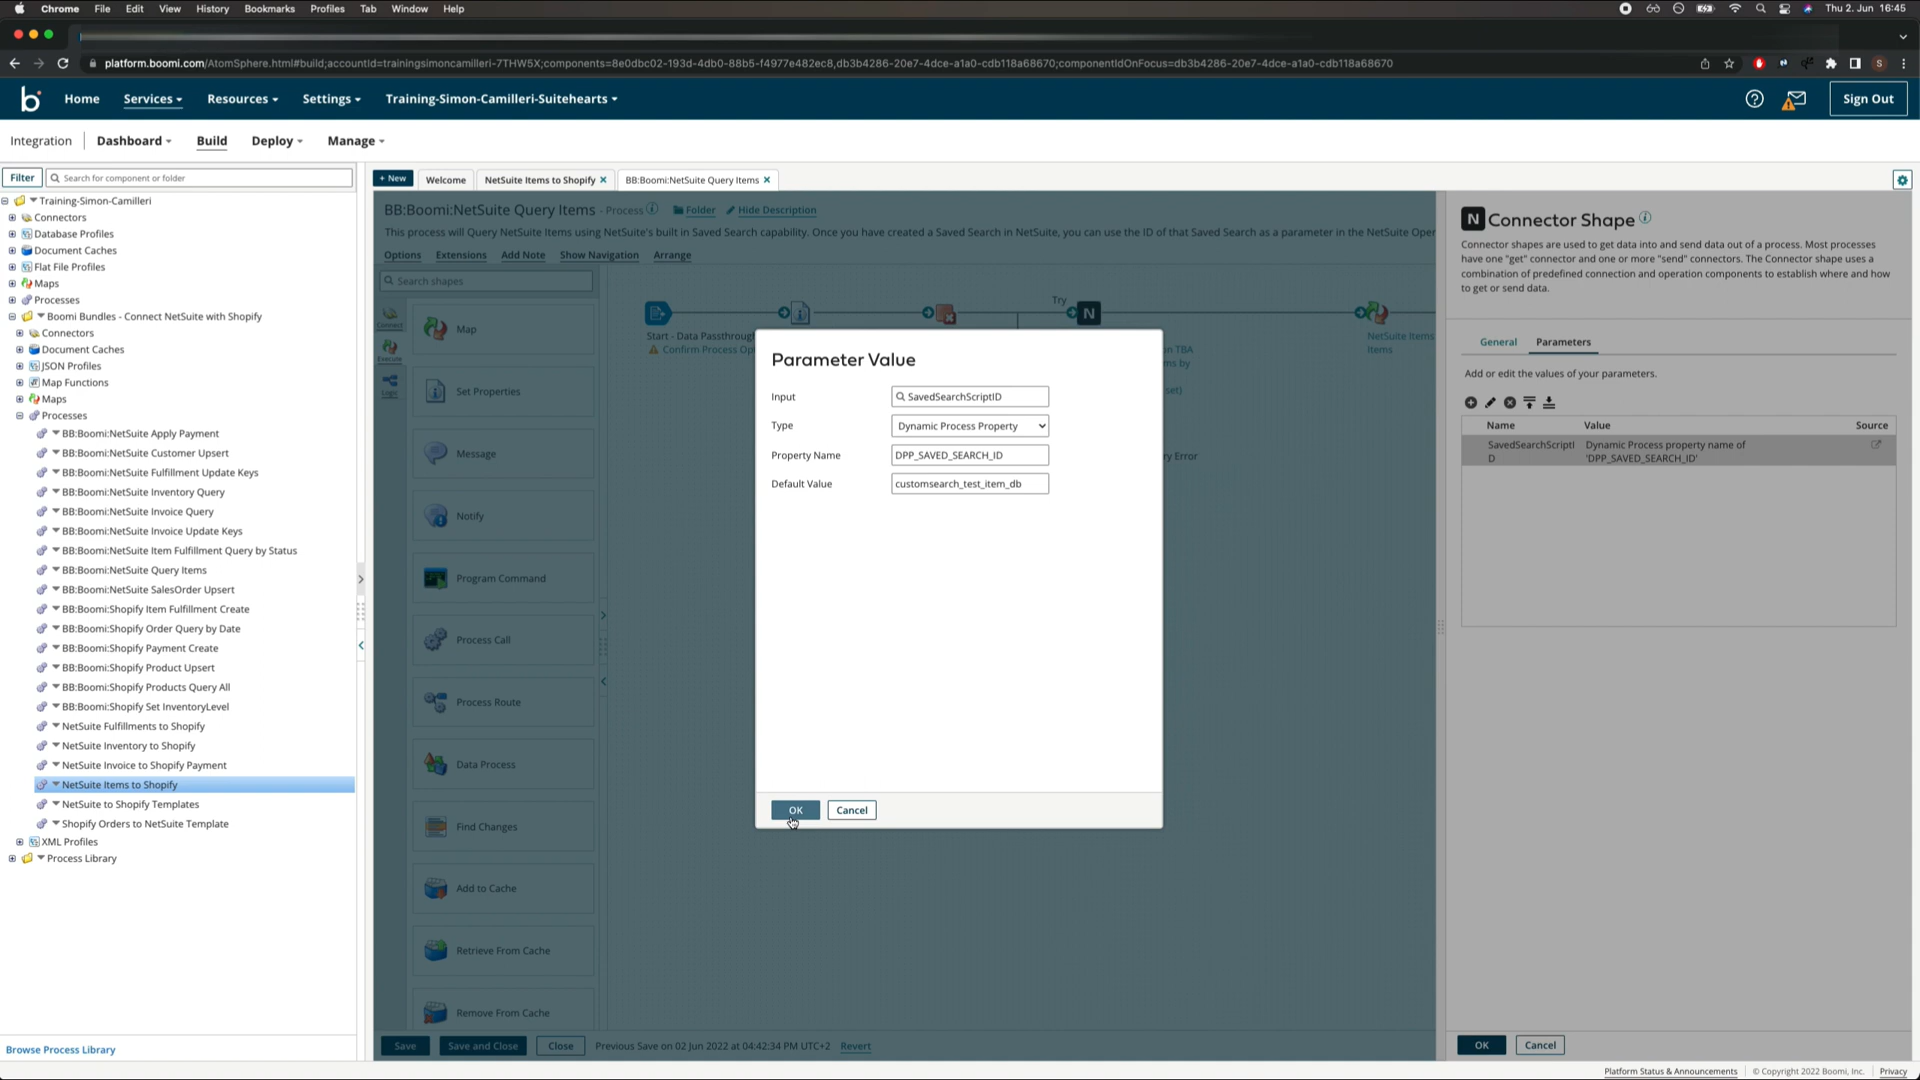 Chrome File Edit View History Bookmarks Profiles Tab Window Help
Thu 2. Jun 16:45
platform.boomi.com/AtomSphere.html#build;accountId=trainingsimoncamilleri-7THW5X;components=8e0dbc02-193d-4db0-88b5-f4977e482ec8,db3b4286-20e7-4dce-a1a0-cdb118a68670;componentIdOnFocus=db3b4286-20e7-4dce-a1a0-cdb118a68670
S
b Home Services Resources Settings Training-Simon-Camilleri-Suitehearts Sign Out
Integration Dashboard Build Deploy Manage
Filter Search for component or folder
+ New Welcome NetSuite Items to Shopify BB:Boomi:NetSuite Query Items
Training-Simon-Camilleri
Connectors
Database Profiles
Document Caches
Flat File Profiles
Maps
Processes
Boomi Bundles - Connect NetSuite with Shopify
Connectors
Document Caches
JSON Profiles
Map Functions
Maps
Processes
BB:Boomi:NetSuite Apply Payment
BB:Boomi:NetSuite Customer Upsert
BB:Boomi:NetSuite Fulfillment Update Keys
BB:Boomi:NetSuite Inventory Query
BB:Boomi:NetSuite Invoice Query
BB:Boomi:NetSuite Invoice Update Keys
BB:Boomi:NetSuite Item Fulfillment Query by Status
BB:Boomi:NetSuite Query Items
BB:Boomi:NetSuite SalesOrder Upsert
BB:Boomi:Shopify Item Fulfillment Create
BB:Boomi:Shopify Order Query by Date
BB:Boomi:Shopify Payment Create
BB:Boomi:Shopify Product Upsert
BB:Boomi:Shopify Products Query All
BB:Boomi:Shopify Set InventoryLevel
NetSuite Fulfillments to Shopify
NetSuite Inventory to Shopify
NetSuite Invoice to Shopify Payment
NetSuite Items to Shopify
NetSuite to Shopify Templates
Shopify Orders to NetSuite Template
XML Profiles
Process Library
Browse Process Library
BB:Boomi:NetSuite Query Items - Process Folder Hide Description
This process will Query NetSuite Items using NetSuite's built in Saved Search capability. Once you have created a Saved Search in NetSuite, you can use the ID of that Saved Search as a parameter in the NetSuite Oper
Options Extensions Add Note Show Navigation Arrange
Search shapes
Connect
Execute
Logic
Map
Set Properties
Message
Notify
Program Command
Process Call
Process Route
Data Process
Find Changes
Add to Cache
Retrieve From Cache
Remove From Cache
Start - Data Passthroug
Confirm Process Op
Try
N
n TBA
ms by
set)
ry Error
NetSuite Items
Items
Parameter Value
Input SavedSearchScriptID
Type Dynamic Process Property
Property Name DPP_SAVED_SEARCH_ID
Default Value customsearch_test_item_db
OK Cancel
Save Save and Close Close Previous Save on 02 Jun 2022 at 04:42:34 PM UTC+2 Revert
N Connector Shape
Connector shapes are used to get data into and send data out of a process. Most processes
have one "get" connector and one or more "send" connectors. The Connector shape uses a
combination of predefined connection and operation components to establish where and how
to get or send data.
General Parameters
Add or edit the values of your parameters.
Name Value Source
SavedSearchScriptI Dynamic Process property name of
D 'DPP_SAVED_SEARCH_ID'
OK Cancel
Platform Status & Announcements © Copyright 2022 Boomi, Inc. Privacy